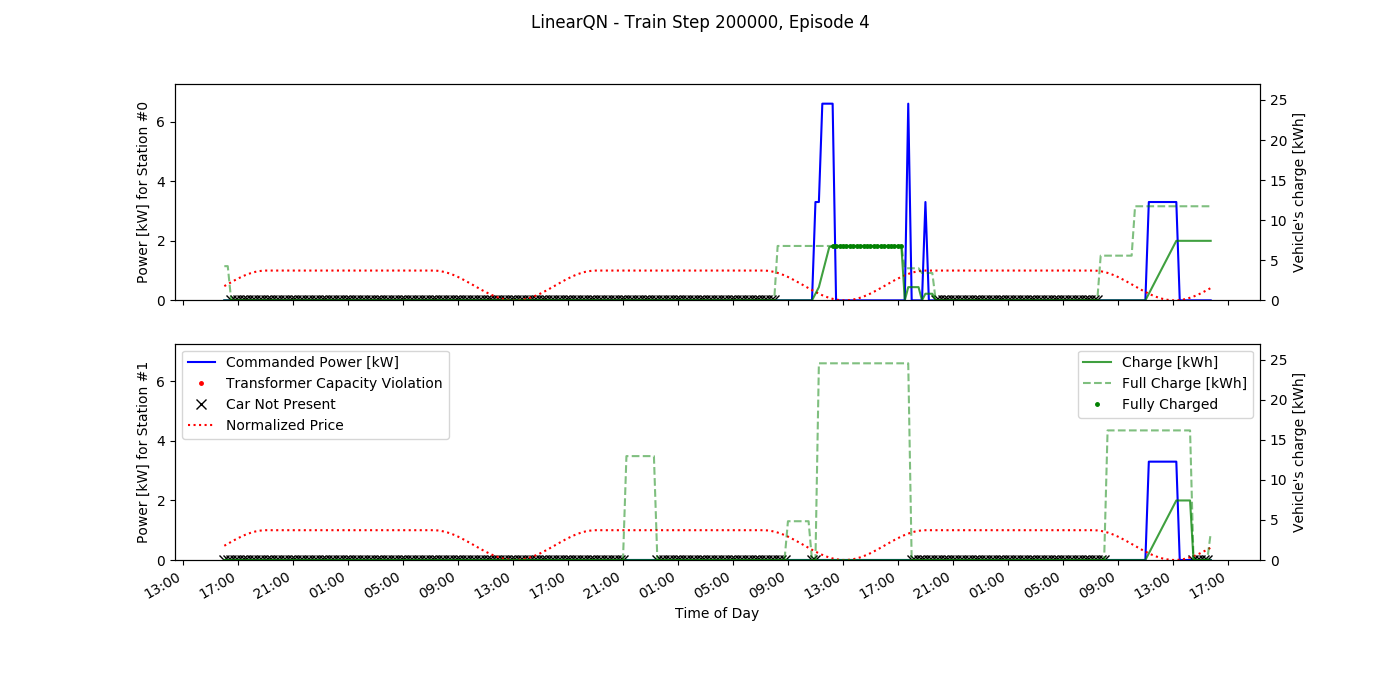 LinearQN - Train Step 200000, Episode 4
Power [kW] for Station #0
6
4
2
0
25
20
15
10
5
0
Vehicle's charge [kWh]
Power [kW] for Station #1
6
4
2
0
Commanded Power [kW]
Transformer Capacity Violation
Car Not Present
Normalized Price
Charge [kWh]
Full Charge [kWh]
Fully Charged
25
20
15
10
5
0
Vehicle's charge [kWh]
13:00 17:00 21:00 01:00 05:00 09:00 13:00 17:00 21:00 01:00 05:00 09:00 13:00 17:00 21:00 01:00 05:00 09:00 13:00 17:00
Time of Day